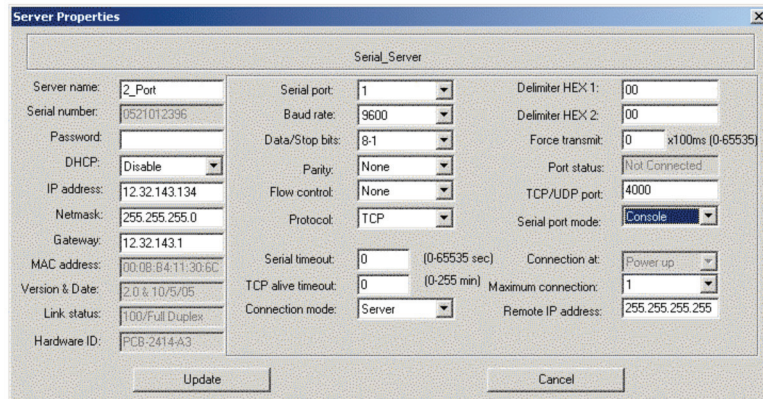 Server Properties
Serial_Server
Server name: 2_Port
Serial number: 0521012396
Password:
DHCP: Disable
IP address: 12.32.143.134
Netmask: 255.255.255.0
Gateway: 12.32.143.1
MAC address: 00:0B:B4:11:30:6C
Version & Date: 2.0 & 10/5/05
Link status: 100/Full Duplex
Hardware ID: PCB-2414-A3
Serial port: 1
Baud rate: 9600
Data/Stop bits: 8-1
Parity: None
Flow control: None
Protocol: TCP
Serial timeout: 0 (0-65535 sec)
TCP alive timeout: 0 (0-255 min)
Connection mode: Server
Delimiter HEX 1: 00
Delimiter HEX 2: 00
Force transmit: 0 x100ms (0-65535)
Port status: Not Connected
TCP/UDP port: 4000
Serial port mode: Console
Connection at: Power up
Maximum connection: 1
Remote IP address: 255.255.255.255
Update
Cancel